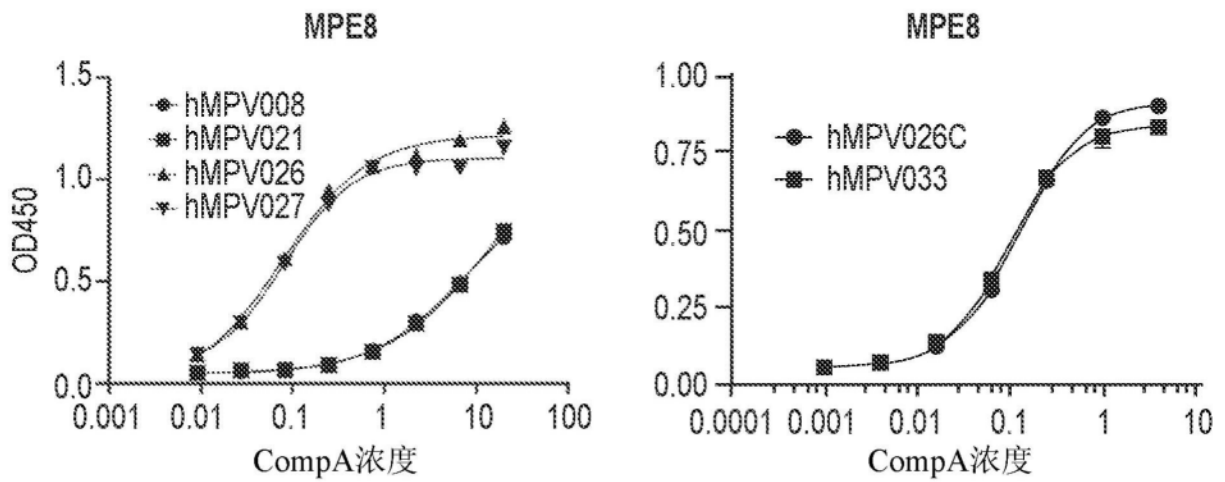 MPE8
1.5
1.0
0.5
0.0
OD450
hMPV008
hMPV021
hMPV026
hMPV027
0.001 0.01 0.1 1 10 100
CompA浓度
MPE8
1.00
0.75
0.50
0.25
0.00
hMPV026C
hMPV033
0.0001 0.001 0.01 0.1 1 10
CompA浓度